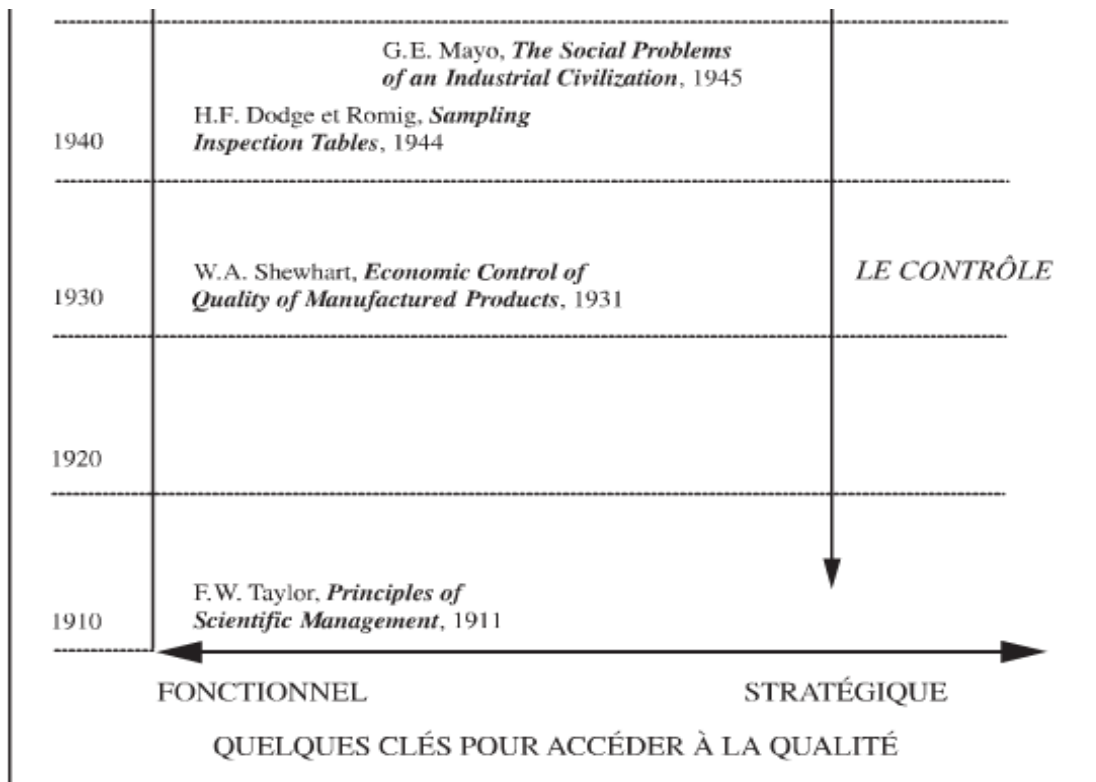 G.E. Mayo, The Social Problems
of an Industrial Civilization, 1945
H.F. Dodge et Romig, Sampling
1940
Inspection Tables, 1944
W.A. Shewhart, Economic Control of
LE CONTRÔLE
1930
Quality of Manufactured Products, 1931
1920
F.W. Taylor, Principles of
1910
Scientific Management, 1911
FONCTIONNEL
STRATÉGIQUE
QUELQUES CLÉS POUR ACCÉDER À LA QUALITÉ